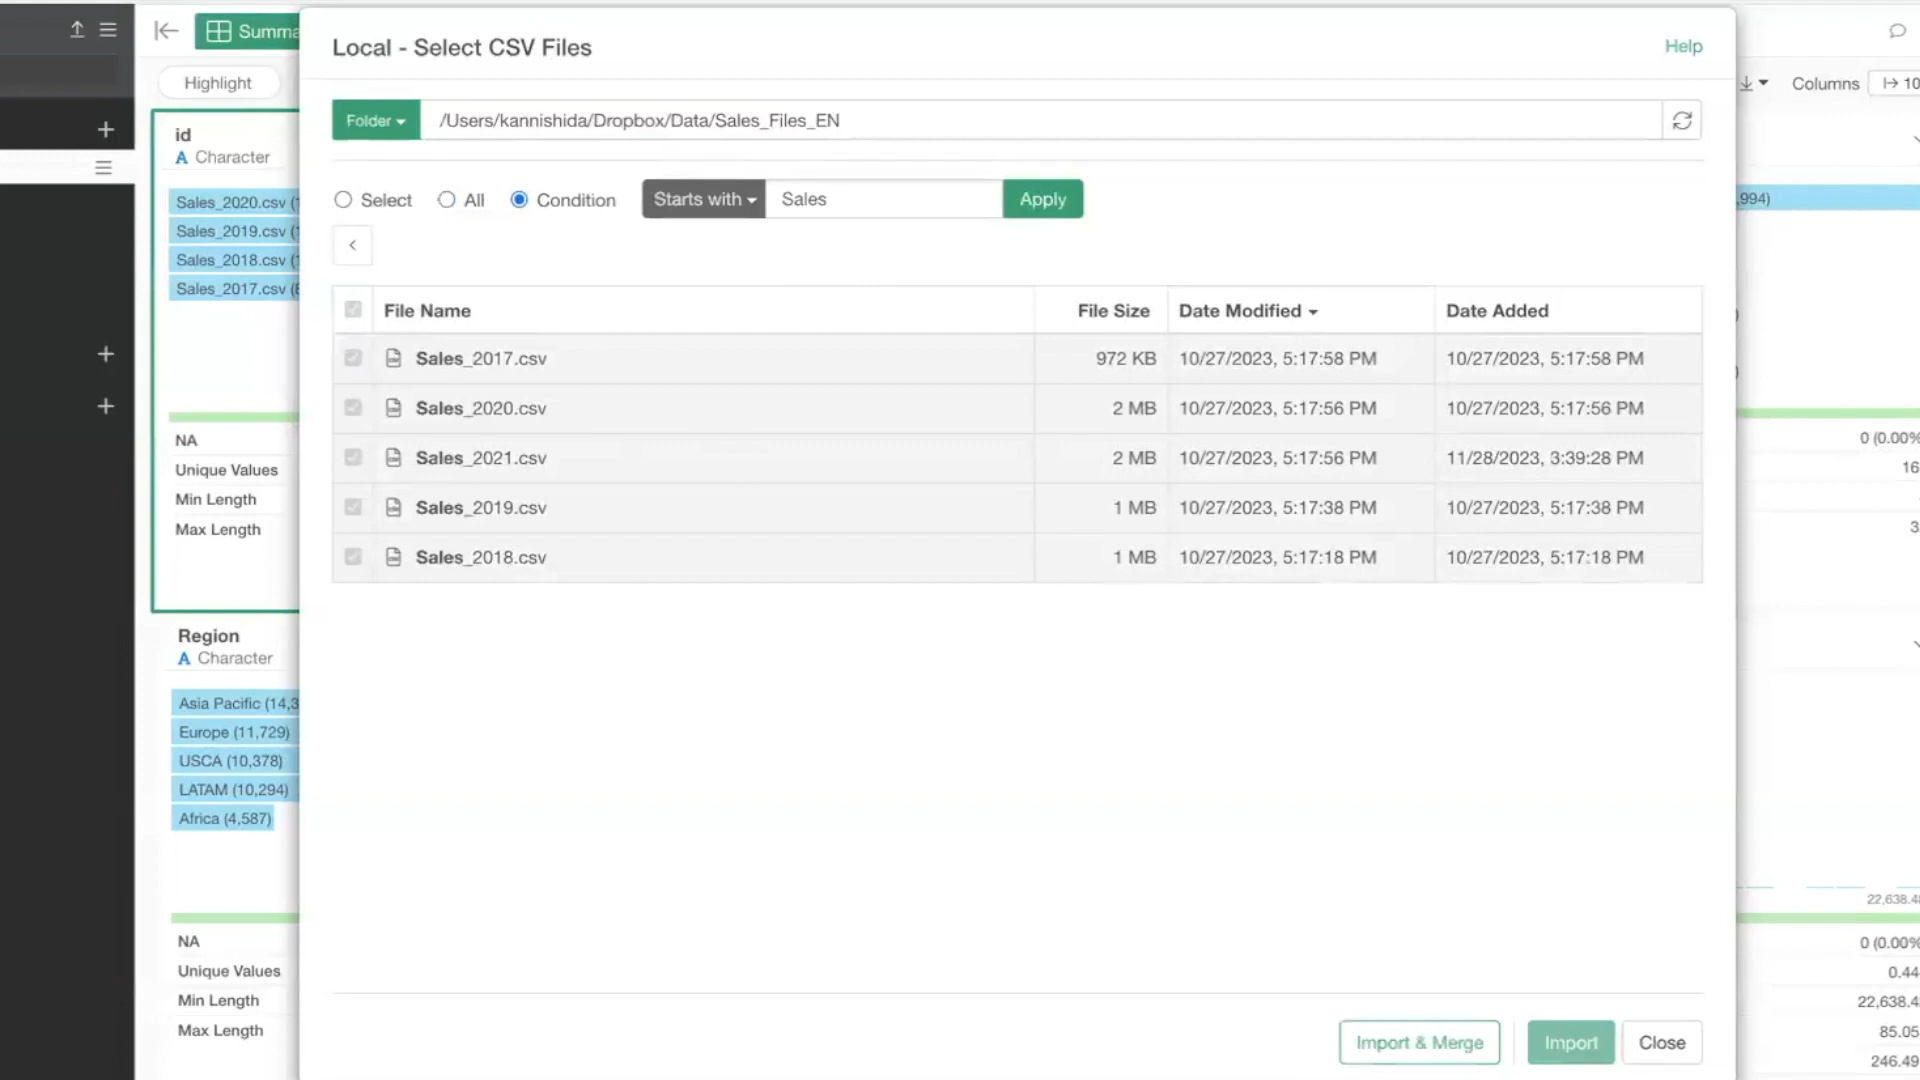 Summa
Local - Select CSV Files
Help
Highlight
Columns
10
Folder
/Users/kannishida/Dropbox/Data/Sales_Files_EN
id
A Character
Select
All
Condition
Starts with
Sales
Apply
Sales_2020.csv (1
Sales_2019.csv (1
Sales_2018.csv (1
Sales_2017.csv (8
,994)
File Name
File Size
Date Modified
Date Added
Sales_2017.csv
972 KB
10/27/2023, 5:17:58 PM
10/27/2023, 5:17:58 PM
Sales_2020.csv
2 MB
10/27/2023, 5:17:56 PM
10/27/2023, 5:17:56 PM
Sales_2021.csv
2 MB
10/27/2023, 5:17:56 PM
11/28/2023, 3:39:28 PM
Sales_2019.csv
1 MB
10/27/2023, 5:17:38 PM
10/27/2023, 5:17:38 PM
Sales_2018.csv
1 MB
10/27/2023, 5:17:18 PM
10/27/2023, 5:17:18 PM
NA
0 (0.00%
Unique Values
16
Min Length
Max Length
3
Region
A Character
Asia Pacific (14,3
Europe (11,729)
USCA (10,378)
LATAM (10,294)
Africa (4,587)
22,638.48
NA
0 (0.00%
Unique Values
0.44
Min Length
22,638.4
Max Length
85.05
246.49
Import & Merge
Import
Close